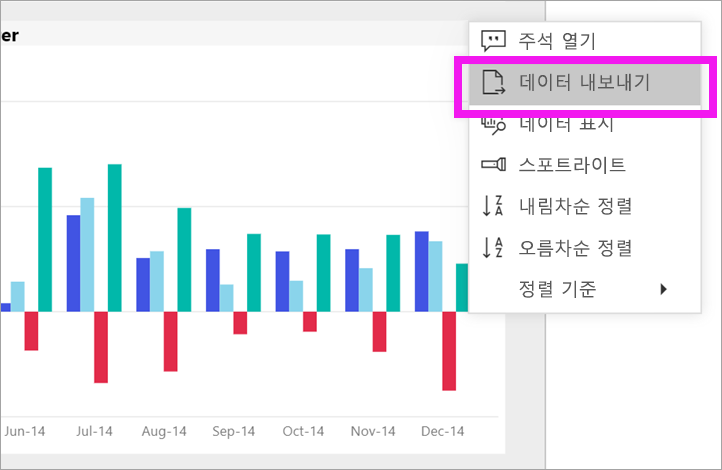 er
주석 열기
데이터 내보내기
데이터 표시
스포트라이트
내림차순 정렬
오름차순 정렬
정렬 기준
Jun-14 Jul-14 Aug-14 Sep-14 Oct-14 Nov-14 Dec-14